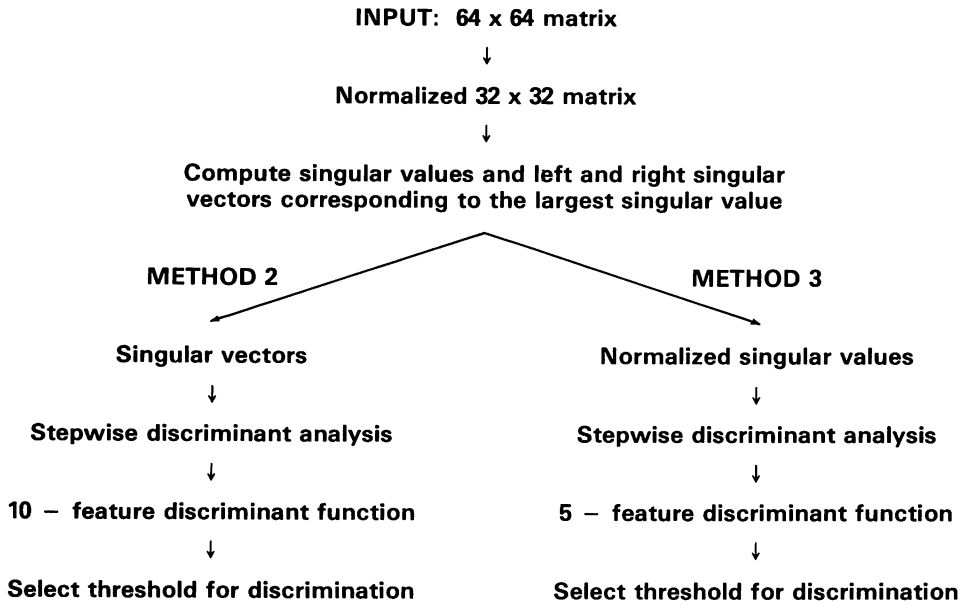 INPUT: 64 x 64 matrix
Normalized 32 x 32 matrix
Compute singular values and left and right singular
vectors corresponding to the largest singular value
METHOD 2
METHOD 3
Singular vectors
Normalized singular values
Stepwise discriminant analysis
Stepwise discriminant analysis
10 – feature discriminant function
5 – feature discriminant function
Select threshold for discrimination
Select threshold for discrimination